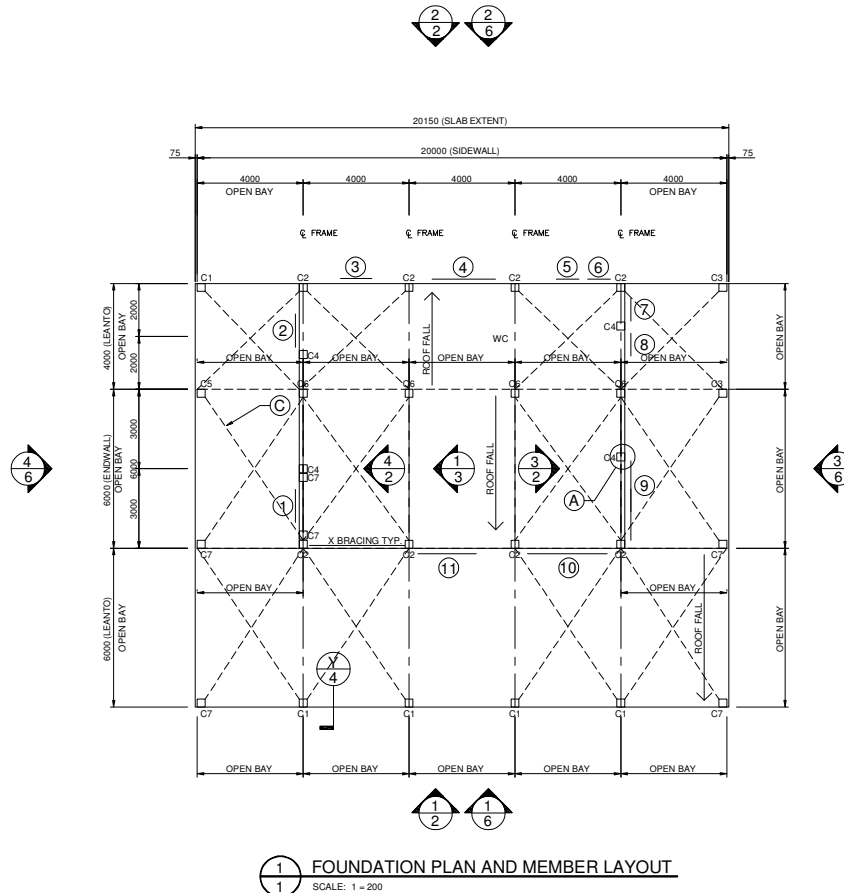 2 2
2 6
20150 (SLAB EXTENT)
75 20000 (SIDEWALL) 75
4000 4000 4000 4000 4000
OPEN BAY OPEN BAY
℄ FRAME ℄ FRAME ℄ FRAME ℄ FRAME
3 4 5 6
C1 C2 C2 C2 C2 C3
4000 (LEANTO)
OPEN BAY
2000
2000
2
7
C4
ROOF FALL
WC
8
C4
OPEN BAY OPEN BAY OPEN BAY OPEN BAY OPEN BAY
C5 C6 C6 C6 C6 C3
OPEN BAY
C
6000 (ENDWALL)
OPEN BAY
3000
6000
3000
4
6
C4
C7
4
2
1
3
3
2
ROOF FALL
C4
3
6
1
A
9
C7
X BRACING TYP.
OPEN BAY
C7 C2 C2 C2 C2 C7
11 10
OPEN BAY OPEN BAY
6000 (LEANTO)
OPEN BAY
ROOF FALL
OPEN BAY
Y
4
C7 C1 C1 C1 C1 C7
OPEN BAY OPEN BAY OPEN BAY OPEN BAY OPEN BAY
1 1
2 6
1 FOUNDATION PLAN AND MEMBER LAYOUT
1 SCALE: 1 = 200